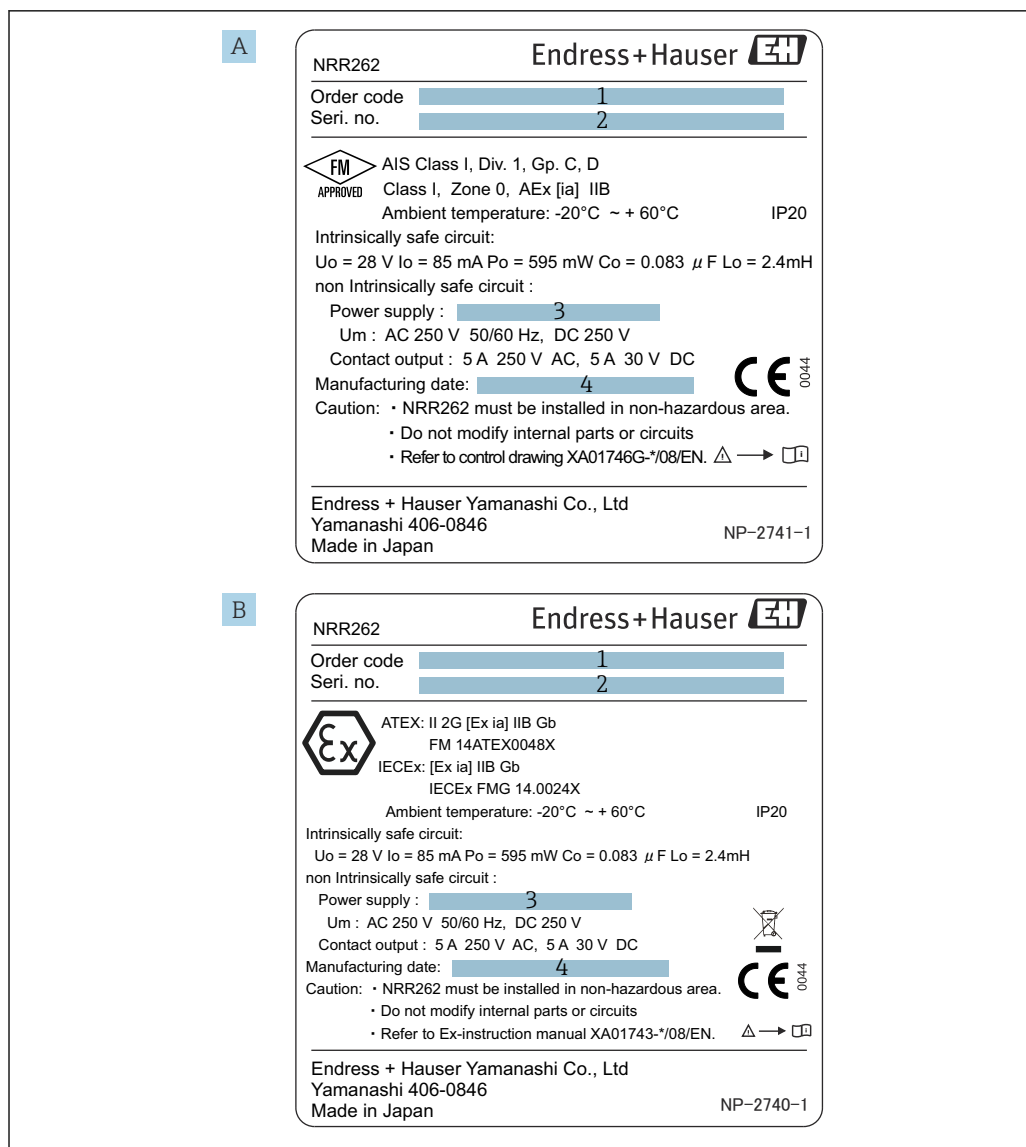 A
NRR262
Endress+Hauser EH
Order code 1
Seri. no. 2
FM
APPROVED
AIS Class I, Div. 1, Gp. C, D
Class I, Zone 0, AEx [ia] IIB
Ambient temperature: -20°C ~ + 60°C IP20
Intrinsically safe circuit:
Uo = 28 V Io = 85 mA Po = 595 mW Co = 0.083 μ F Lo = 2.4mH
non Intrinsically safe circuit :
Power supply : 3
Um : AC 250 V 50/60 Hz, DC 250 V
Contact output : 5 A 250 V AC, 5 A 30 V DC
Manufacturing date: 4
CE 0044
Caution: ・NRR262 must be installed in non-hazardous area.
・Do not modify internal parts or circuits
・Refer to control drawing XA01746G-*/08/EN.
Endress + Hauser Yamanashi Co., Ltd
Yamanashi 406-0846
Made in Japan
NP-2741-1
B
NRR262
Endress+Hauser EH
Order code 1
Seri. no. 2
Ex
ATEX: II 2G [Ex ia] IIB Gb
FM 14ATEX0048X
IECEx: [Ex ia] IIB Gb
IECEx FMG 14.0024X
Ambient temperature: -20°C ~ + 60°C IP20
Intrinsically safe circuit:
Uo = 28 V Io = 85 mA Po = 595 mW Co = 0.083 μ F Lo = 2.4mH
non Intrinsically safe circuit :
Power supply : 3
Um : AC 250 V 50/60 Hz, DC 250 V
Contact output : 5 A 250 V AC, 5 A 30 V DC
Manufacturing date: 4
CE 0044
Caution: ・NRR262 must be installed in non-hazardous area.
・Do not modify internal parts or circuits
・Refer to Ex-instruction manual XA01743-*/08/EN.
Endress + Hauser Yamanashi Co., Ltd
Yamanashi 406-0846
Made in Japan
NP-2740-1